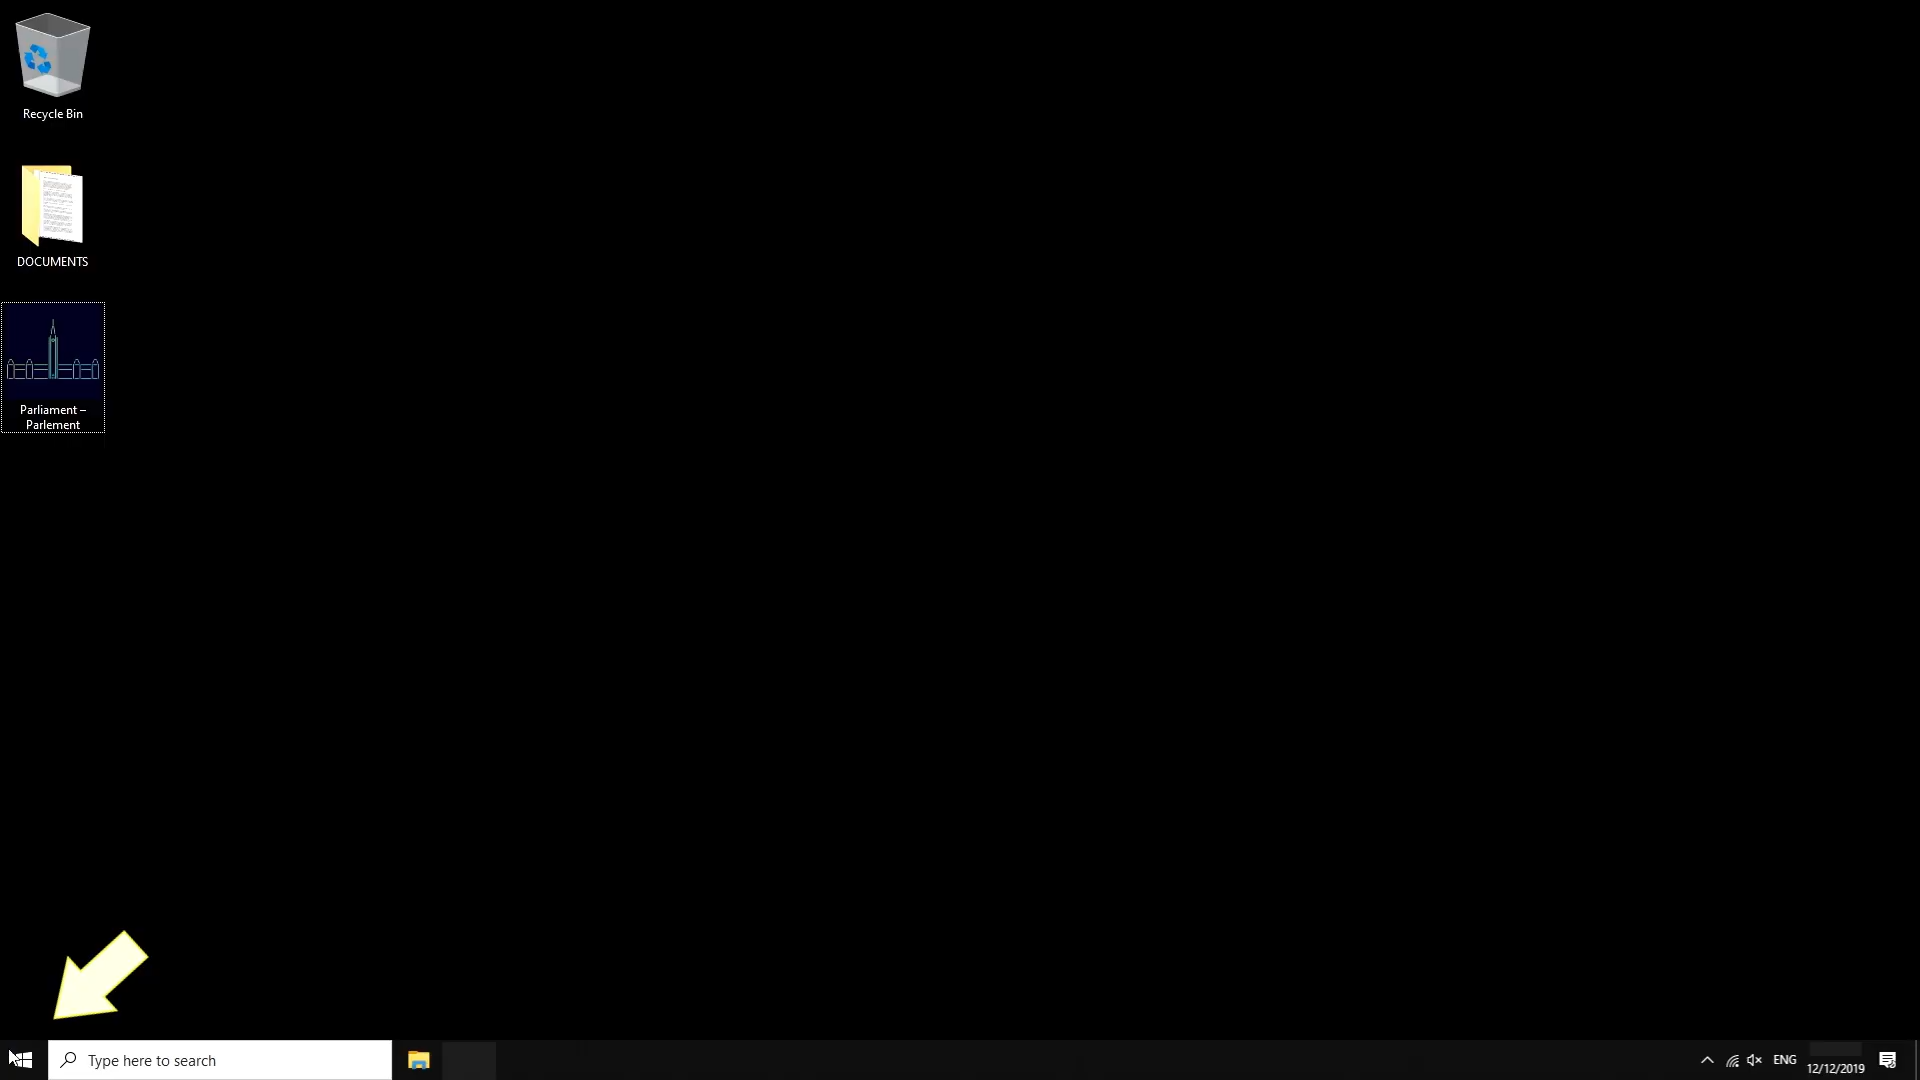 Recycle Bin
DOCUMENTS
Parliament –
Parlement
Type here to search
ENG
12/12/2019